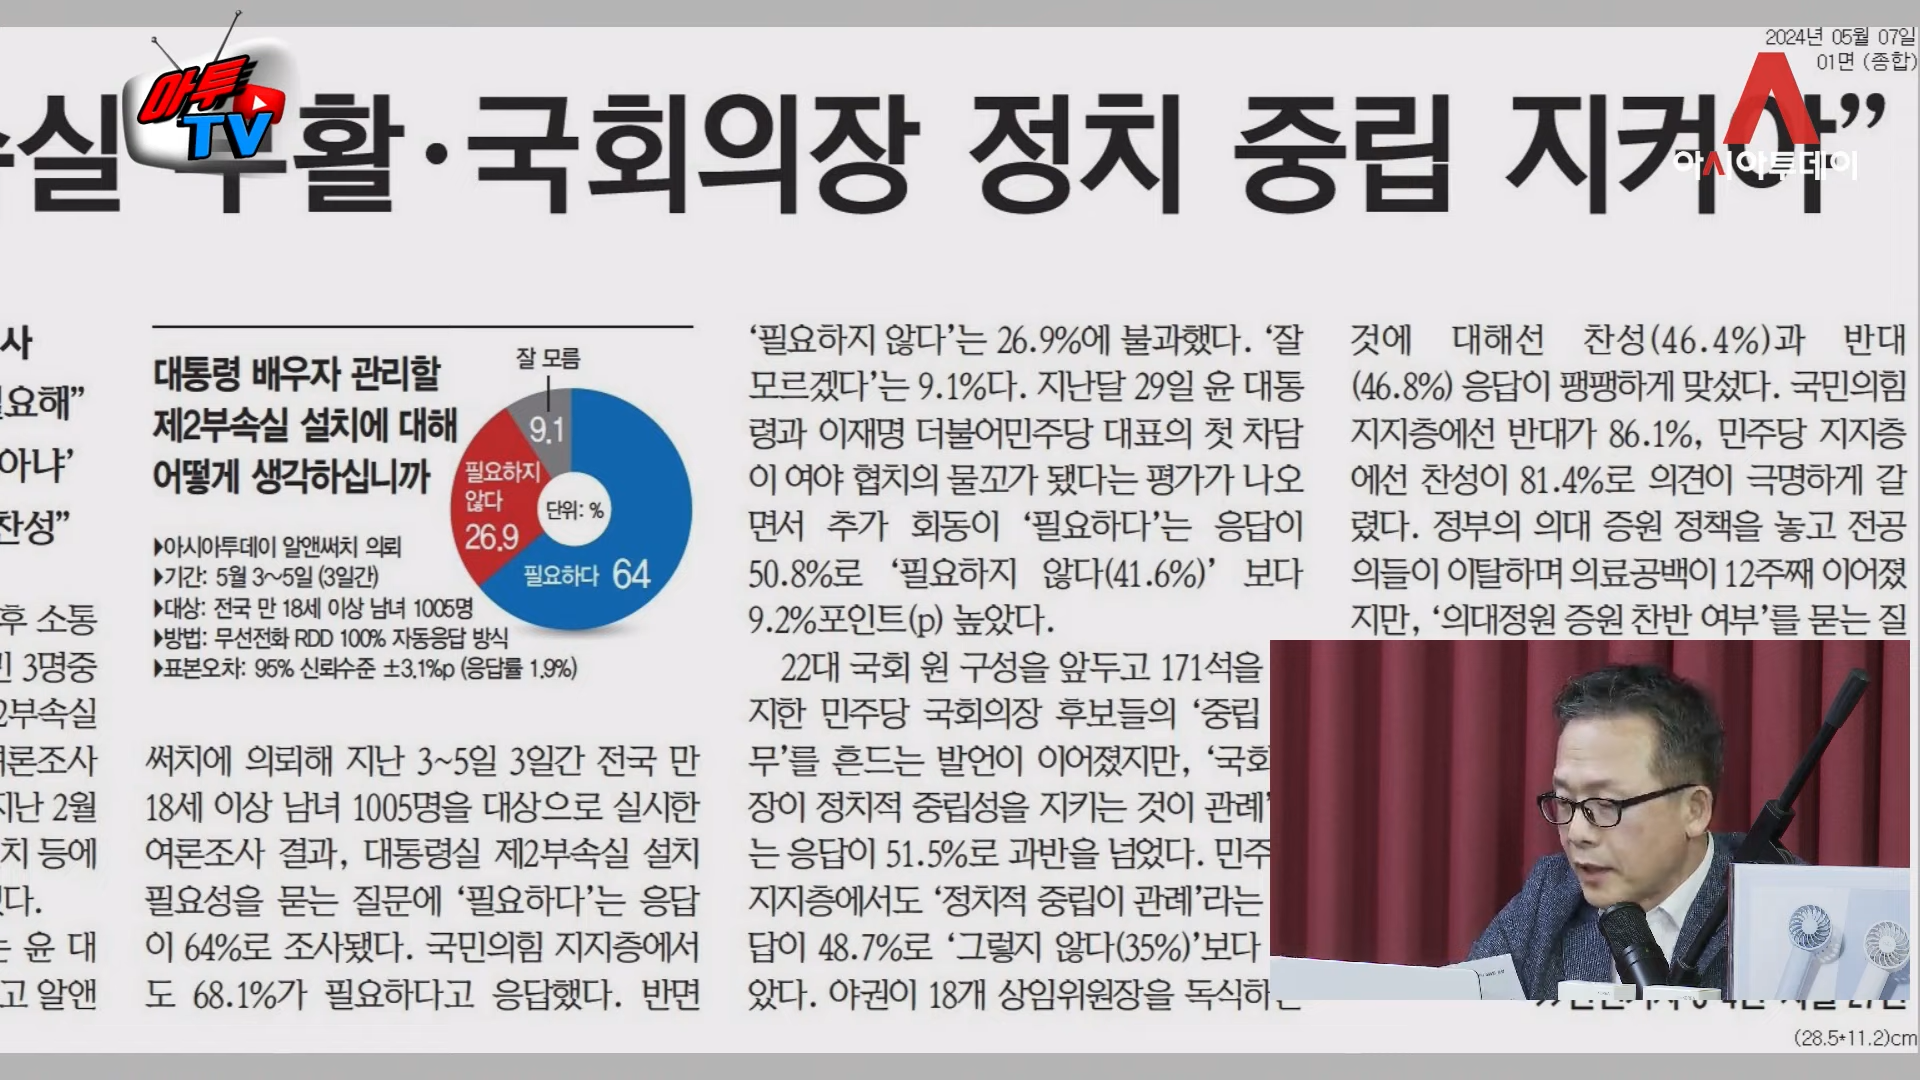 2024년 05월 07일
01면 (종합)
아투
TV
아시아투데이
실 부활·국회의장 정치 중립 지켜야”
사
필요해”
아냐’
찬성”
후 소통
3명중
2부속실
여론조사
지난 2월
치 등에
다.
는 윤 대
고 알앤
대통령 배우자 관리할
제2부속실 설치에 대해
어떻게 생각하십니까
▶아시아투데이 알앤써치 의뢰
▶기간: 5월 3~5일 (3일간)
▶대상: 전국 만 18세 이상 남녀 1005명
▶방법: 무선전화 RDD 100% 자동응답 방식
▶표본오차: 95% 신뢰수준 ±3.1%p (응답률 1.9%)
잘 모름
9.1
필요하지
않다
26.9
단위: %
필요하다 64
써치에 의뢰해 지난 3~5일 3일간 전국 만
18세 이상 남녀 1005명을 대상으로 실시한
여론조사 결과, 대통령실 제2부속실 설치
필요성을 묻는 질문에 ‘필요하다’는 응답
이 64%로 조사됐다. 국민의힘 지지층에서
도 68.1%가 필요하다고 응답했다. 반면
‘필요하지 않다’는 26.9%에 불과했다. ‘잘
모르겠다’는 9.1%다. 지난달 29일 윤 대통
령과 이재명 더불어민주당 대표의 첫 차담
이 여야 협치의 물꼬가 됐다는 평가가 나오
면서 추가 회동이 ‘필요하다’는 응답이
50.8%로 ‘필요하지 않다(41.6%)’ 보다
9.2%포인트(p) 높았다.
22대 국회 원 구성을 앞두고 171석을
지한 민주당 국회의장 후보들의 ‘중립
무’를 흔드는 발언이 이어졌지만, ‘국회
장이 정치적 중립성을 지키는 것이 관례’
는 응답이 51.5%로 과반을 넘었다. 민주
지지층에서도 ‘정치적 중립이 관례’라는
답이 48.7%로 ‘그렇지 않다(35%)’보다
았다. 야권이 18개 상임위원장을 독식하는
것에 대해선 찬성(46.4%)과 반대
(46.8%) 응답이 팽팽하게 맞섰다. 국민의힘
지지층에선 반대가 86.1%, 민주당 지지층
에선 찬성이 81.4%로 의견이 극명하게 갈
렸다. 정부의 의대 증원 정책을 놓고 전공
의들이 이탈하며 의료공백이 12주째 이어졌
지만, ‘의대정원 증원 찬반 여부’를 묻는 질
(28.5*11.2)cm